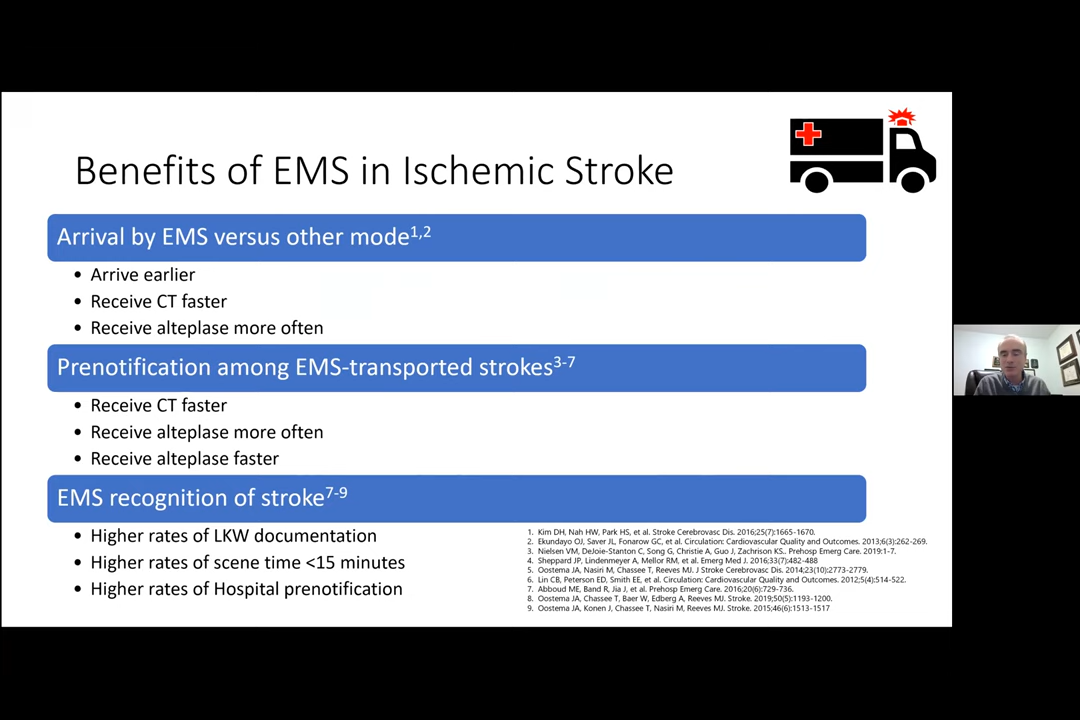 Benefits of EMS in Ischemic Stroke
Arrival by EMS versus other mode1,2
• Arrive earlier
• Receive CT faster
• Receive alteplase more often
Prenotification among EMS-transported strokes3-7
• Receive CT faster
• Receive alteplase more often
• Receive alteplase faster
EMS recognition of stroke7-9
• Higher rates of LKW documentation
• Higher rates of scene time <15 minutes
• Higher rates of Hospital prenotification
1. Kim DH, Nah HW, Park HS, et al. Stroke Cerebrovasc Dis. 2016;25(7):1665-1670.
2. Ekundayo OJ, Saver JL, Fonarow GC, et al. Circulation: Cardiovascular Quality and Outcomes. 2013;6(3):262-269.
3. Nielsen VM, DeJoie-Stanton C, Song G, Christie A, Guo J, Zachrison KS.. Prehosp Emerg Care. 2019:1-7.
4. Sheppard JP, Lindenmeyer A, Mellor RM, et al. Emerg Med J. 2016;33(7):482-488
5. Oostema JA, Nasiri M, Chassee T, Reeves MJ. J Stroke Cerebrovasc Dis. 2014;23(10):2773-2779.
6. Lin CB, Peterson ED, Smith EE, et al. Circulation: Cardiovascular Quality and Outcomes. 2012;5(4):514-522.
7. Abboud ME, Band R, Jia J, et al. Prehosp Emerg Care. 2016;20(6):729-736.
8. Oostema JA, Chassee T, Baer W, Edberg A, Reeves MJ. Stroke. 2019;50(5):1193-1200.
9. Oostema JA, Konen J, Chassee T, Nasiri M, Reeves MJ. Stroke. 2015;46(6):1513-1517